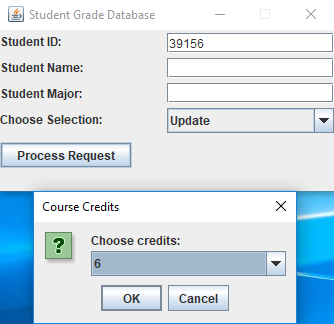 Student Grade Database
Student ID: 39156
Student Name:
Student Major:
Choose Selection: Update
Process Request
Course Credits
?
Choose credits:
6
OK Cancel